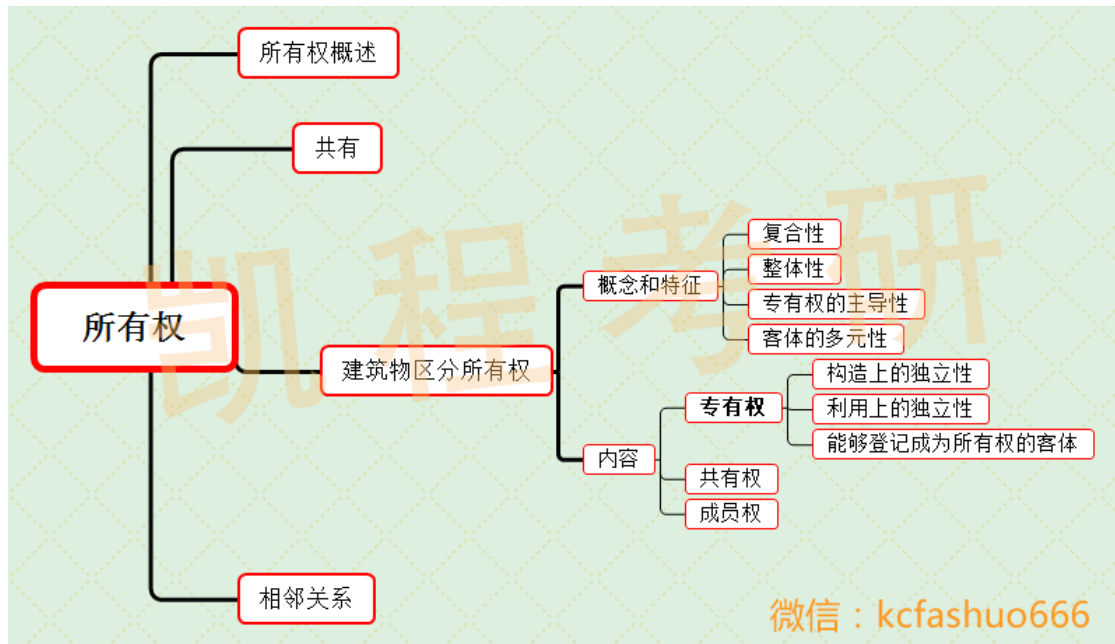 所有权概述
共有
所有权
建筑物区分所有权
概念和特征
复合性
整体性
专有权的主导性
客体的多元性
内容
专有权
构造上的独立性
利用上的独立性
能够登记成为所有权的客体
共有权
成员权
相邻关系
凯程考研
微信：kcfashuo666